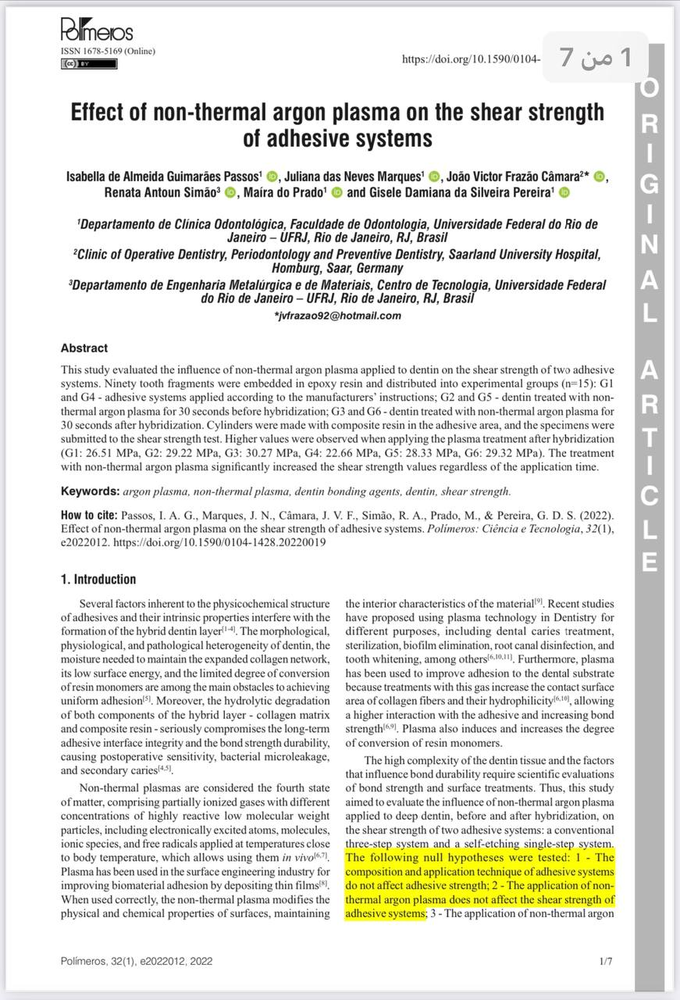 Polímeros
ISSN 1678-5169 (Online)
(cc) BY
https://doi.org/10.1590/0104-
1 من 7
Effect of non-thermal argon plasma on the shear strength
of adhesive systems
Isabella de Almeida Guimarães Passos¹ iD, Juliana das Neves Marques¹ iD, João Victor Frazão Câmara²* iD,
Renata Antoun Simão³ iD, Maíra do Prado¹ iD and Gisele Damiana da Silveira Pereira¹ iD
¹Departamento de Clínica Odontológica, Faculdade de Odontologia, Universidade Federal do Rio de
Janeiro – UFRJ, Rio de Janeiro, RJ, Brasil
²Clinic of Operative Dentistry, Periodontology and Preventive Dentistry, Saarland University Hospital,
Homburg, Saar, Germany
³Departamento de Engenharia Metalúrgica e de Materiais, Centro de Tecnologia, Universidade Federal
do Rio de Janeiro – UFRJ, Rio de Janeiro, RJ, Brasil
*jvfrazao92@hotmail.com
Abstract
This study evaluated the influence of non-thermal argon plasma applied to dentin on the shear strength of two adhesive
systems. Ninety tooth fragments were embedded in epoxy resin and distributed into experimental groups (n=15): G1
and G4 - adhesive systems applied according to the manufacturers' instructions; G2 and G5 - dentin treated with non-
thermal argon plasma for 30 seconds before hybridization; G3 and G6 - dentin treated with non-thermal argon plasma for
30 seconds after hybridization. Cylinders were made with composite resin in the adhesive area, and the specimens were
submitted to the shear strength test. Higher values were observed when applying the plasma treatment after hybridization
(G1: 26.51 MPa, G2: 29.22 MPa, G3: 30.27 MPa, G4: 22.66 MPa, G5: 28.33 MPa, G6: 29.32 MPa). The treatment
with non-thermal argon plasma significantly increased the shear strength values regardless of the application time.
Keywords: argon plasma, non-thermal plasma, dentin bonding agents, dentin, shear strength.
How to cite: Passos, I. A. G., Marques, J. N., Câmara, J. V. F., Simão, R. A., Prado, M., & Pereira, G. D. S. (2022).
Effect of non-thermal argon plasma on the shear strength of adhesive systems. Polímeros: Ciência e Tecnologia, 32(1),
e2022012. https://doi.org/10.1590/0104-1428.20220019
1. Introduction
Several factors inherent to the physicochemical structure
of adhesives and their intrinsic properties interfere with the
formation of the hybrid dentin layer[1-4]. The morphological,
physiological, and pathological heterogeneity of dentin, the
moisture needed to maintain the expanded collagen network,
its low surface energy, and the limited degree of conversion
of resin monomers are among the main obstacles to achieving
uniform adhesion[5]. Moreover, the hydrolytic degradation
of both components of the hybrid layer - collagen matrix
and composite resin - seriously compromises the long-term
adhesive interface integrity and the bond strength durability,
causing postoperative sensitivity, bacterial microleakage,
and secondary caries[4,5].
Non-thermal plasmas are considered the fourth state
of matter, comprising partially ionized gases with different
concentrations of highly reactive low molecular weight
particles, including electronically excited atoms, molecules,
ionic species, and free radicals applied at temperatures close
to body temperature, which allows using them in vivo[6,7].
Plasma has been used in the surface engineering industry for
improving biomaterial adhesion by depositing thin films[8].
When used correctly, the non-thermal plasma modifies the
physical and chemical properties of surfaces, maintaining
the interior characteristics of the material[9]. Recent studies
have proposed using plasma technology in Dentistry for
different purposes, including dental caries treatment,
sterilization, biofilm elimination, root canal disinfection, and
tooth whitening, among others[6,10,11]. Furthermore, plasma
has been used to improve adhesion to the dental substrate
because treatments with this gas increase the contact surface
area of collagen fibers and their hydrophilicity[6,10], allowing
a higher interaction with the adhesive and increasing bond
strength[6,9]. Plasma also induces and increases the degree
of conversion of resin monomers.
The high complexity of the dentin tissue and the factors
that influence bond durability require scientific evaluations
of bond strength and surface treatments. Thus, this study
aimed to evaluate the influence of non-thermal argon plasma
applied to deep dentin, before and after hybridization, on
the shear strength of two adhesive systems: a conventional
three-step system and a self-etching single-step system.
The following null hypotheses were tested: 1 - The
composition and application technique of adhesive systems
do not affect adhesive strength; 2 - The application of non-
thermal argon plasma does not affect the shear strength of
adhesive systems; 3 - The application of non-thermal argon
Polímeros, 32(1), e2022012, 2022
1/7
ORIGINAL ARTICLE